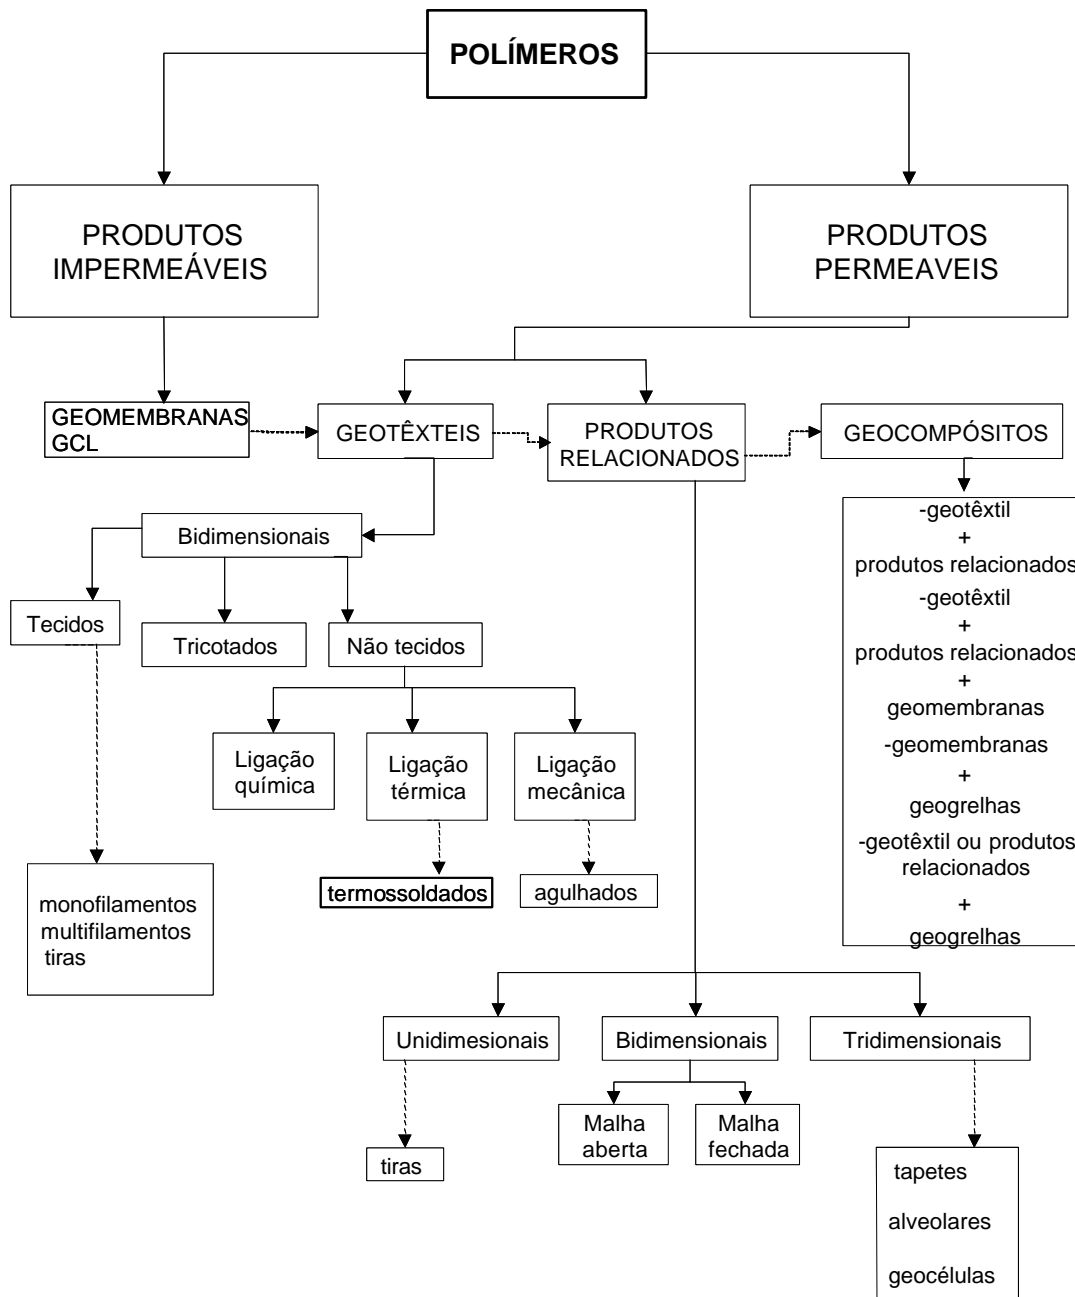 POLÍMEROS
PRODUTOS
IMPERMEÁVEIS
PRODUTOS
PERMEAVEIS
GEOMEMBRANAS
GCL
GEOTÊXTEIS
PRODUTOS
RELACIONADOS
GEOCOMPÓSITOS
-geotêxtil
+
produtos relacionados
-geotêxtil
+
produtos relacionados
+
geomembranas
-geomembranas
+
geogrelhas
-geotêxtil ou produtos
relacionados
+
geogrelhas
Bidimensionais
Tecidos
Tricotados
Não tecidos
Ligação
química
Ligação
térmica
Ligação
mecânica
termossoldados
agulhados
monofilamentos
multifilamentos
tiras
Unidimesionais
Bidimensionais
Tridimensionais
Malha
aberta
Malha
fechada
tiras
tapetes
alveolares
geocélulas